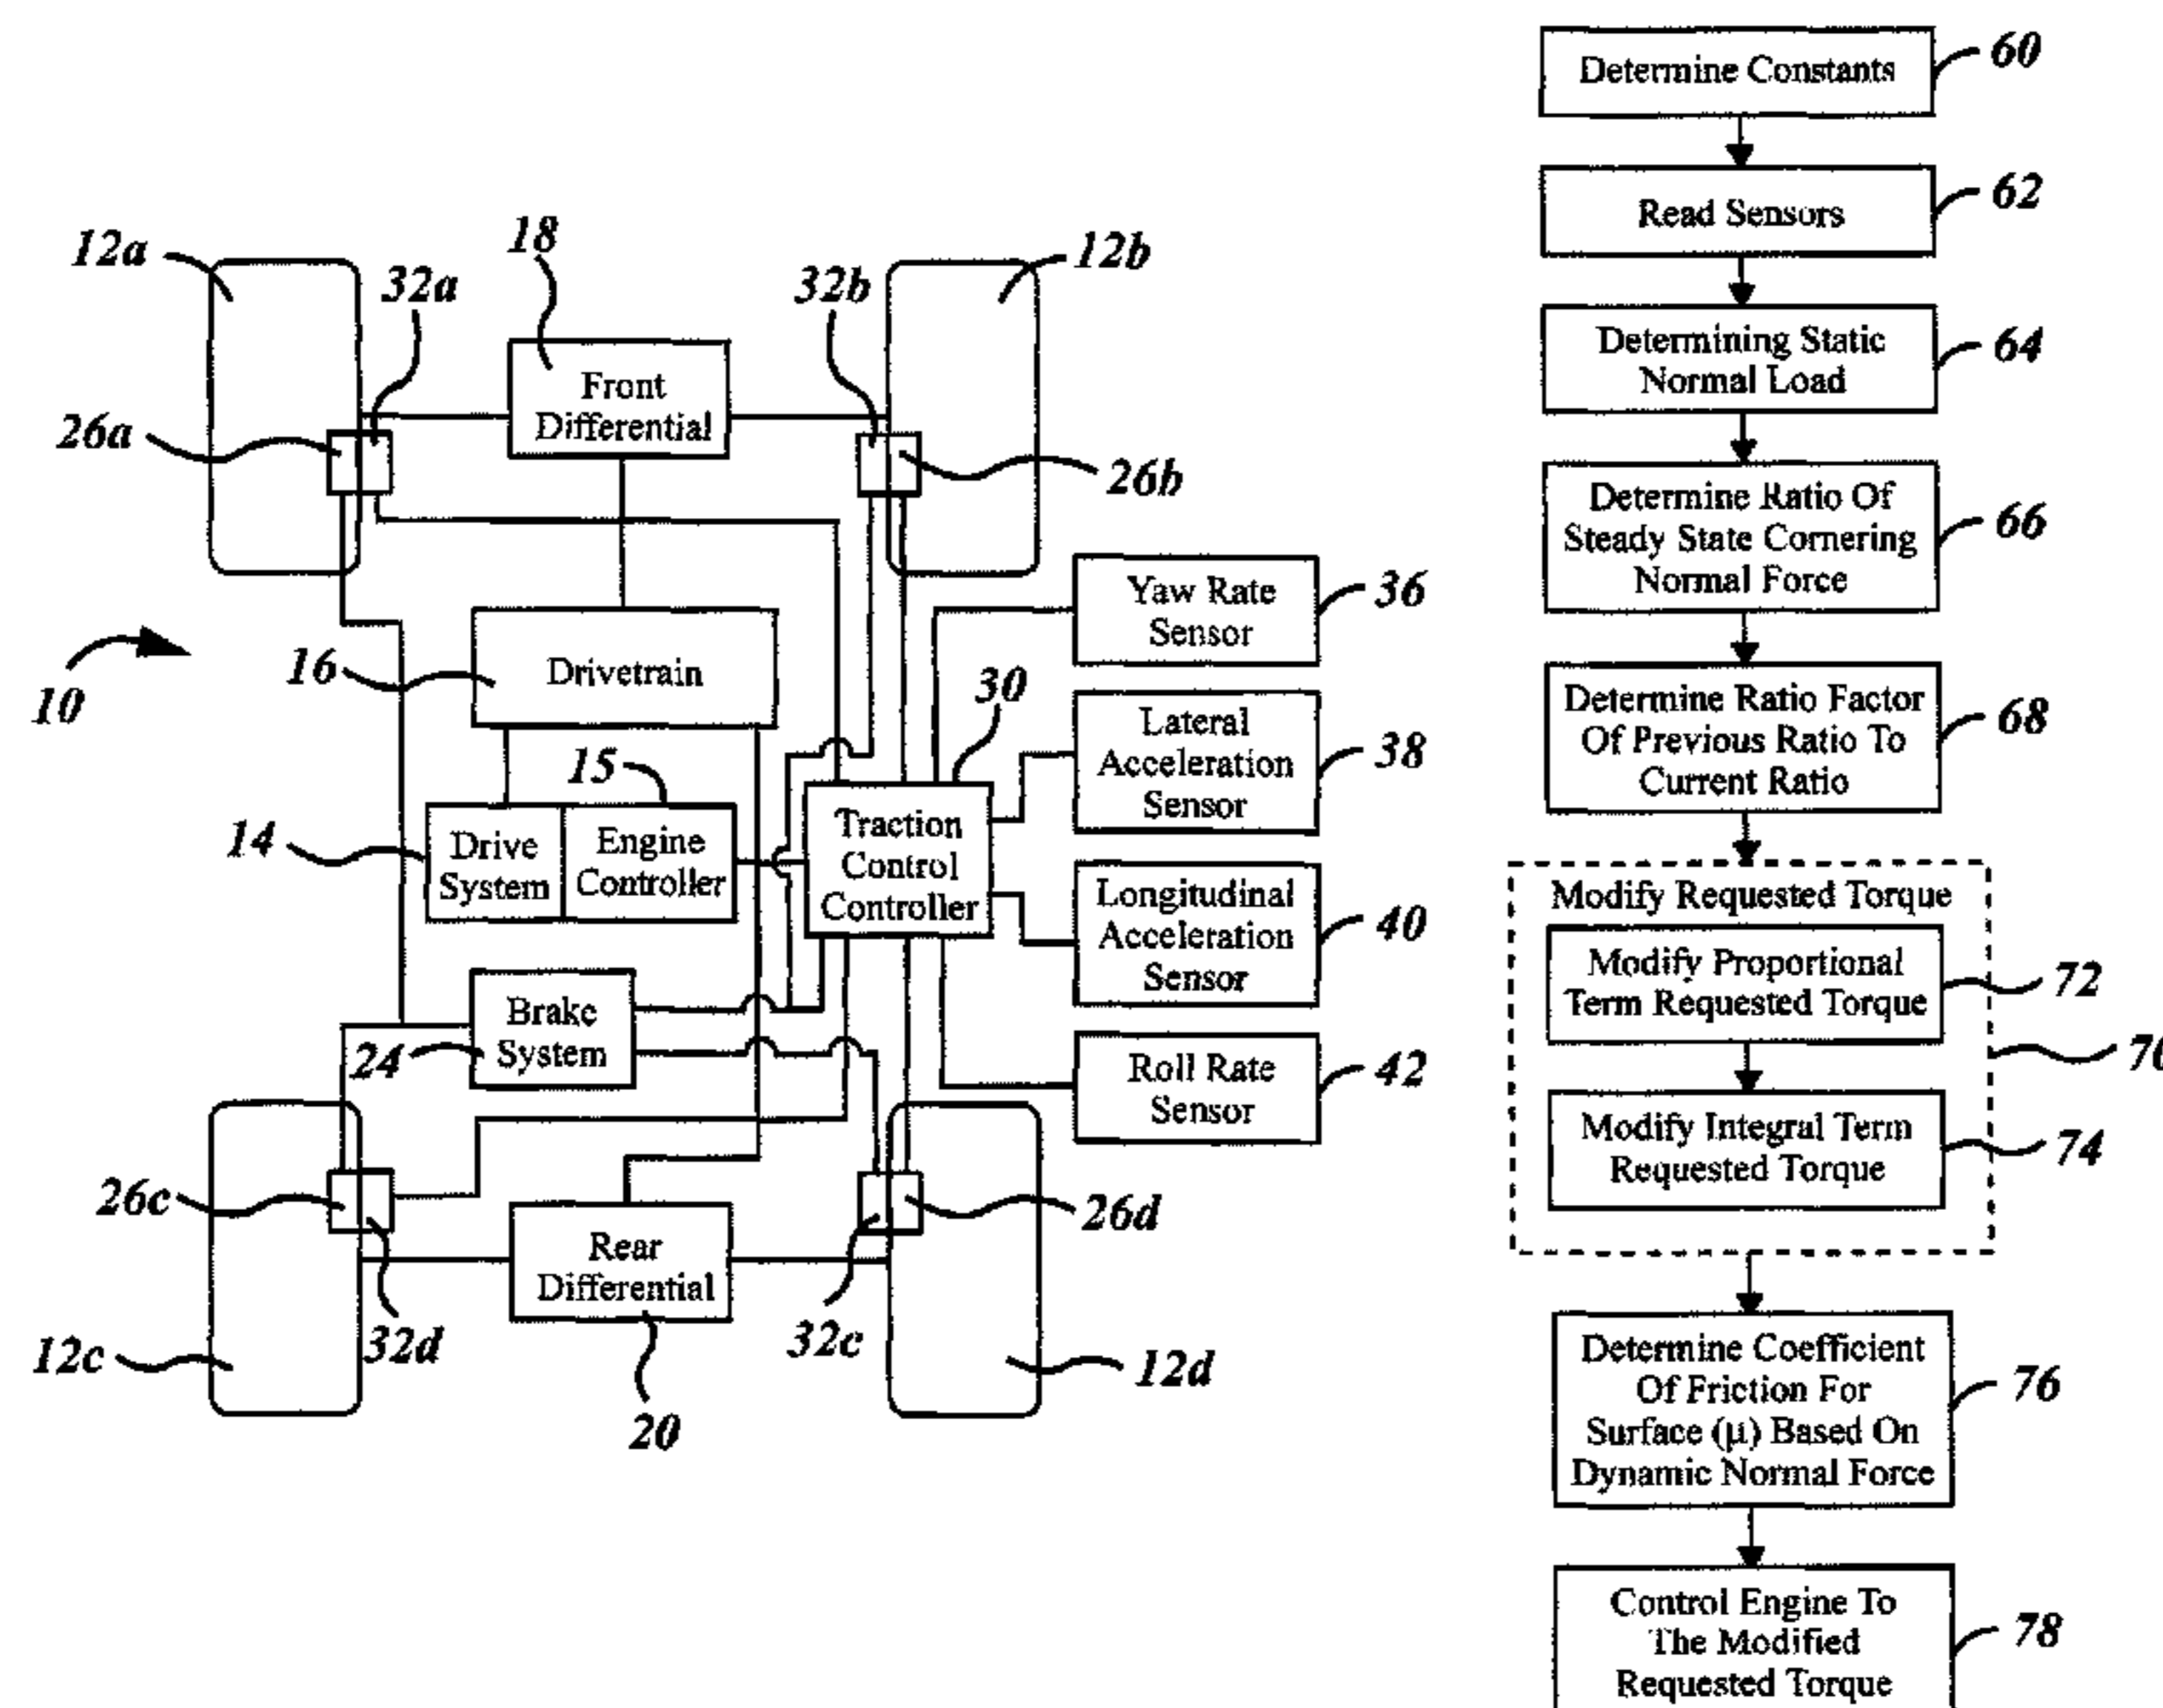 12a
18
12b
32a
32b
Front
Differential
26a
26b
10
16
Drivetrain
30
15
14
Drive
System
Engine
Controller
Traction
Control
Controller
Yaw Rate
Sensor
36
Lateral
Acceleration
Sensor
38
Longitudinal
Acceleration
Sensor
40
Roll Rate
Sensor
42
Brake
System
24
26c
32d
12c
Rear
Differential
20
32c
26d
12d
Determine Constants
60
Read Sensors
62
Determining Static
Normal Load
64
Determine Ratio Of
Steady State Cornering
Normal Force
66
Determine Ratio Factor
Of Previous Ratio To
Current Ratio
68
Modify Requested Torque
Modify Proportional
Term Requested Torque
72
70
Modify Integral Term
Requested Torque
74
Determine Coefficient
Of Friction For
Surface (μ) Based On
Dynamic Normal Force
76
Control Engine To
The Modified
Requested Torque
78